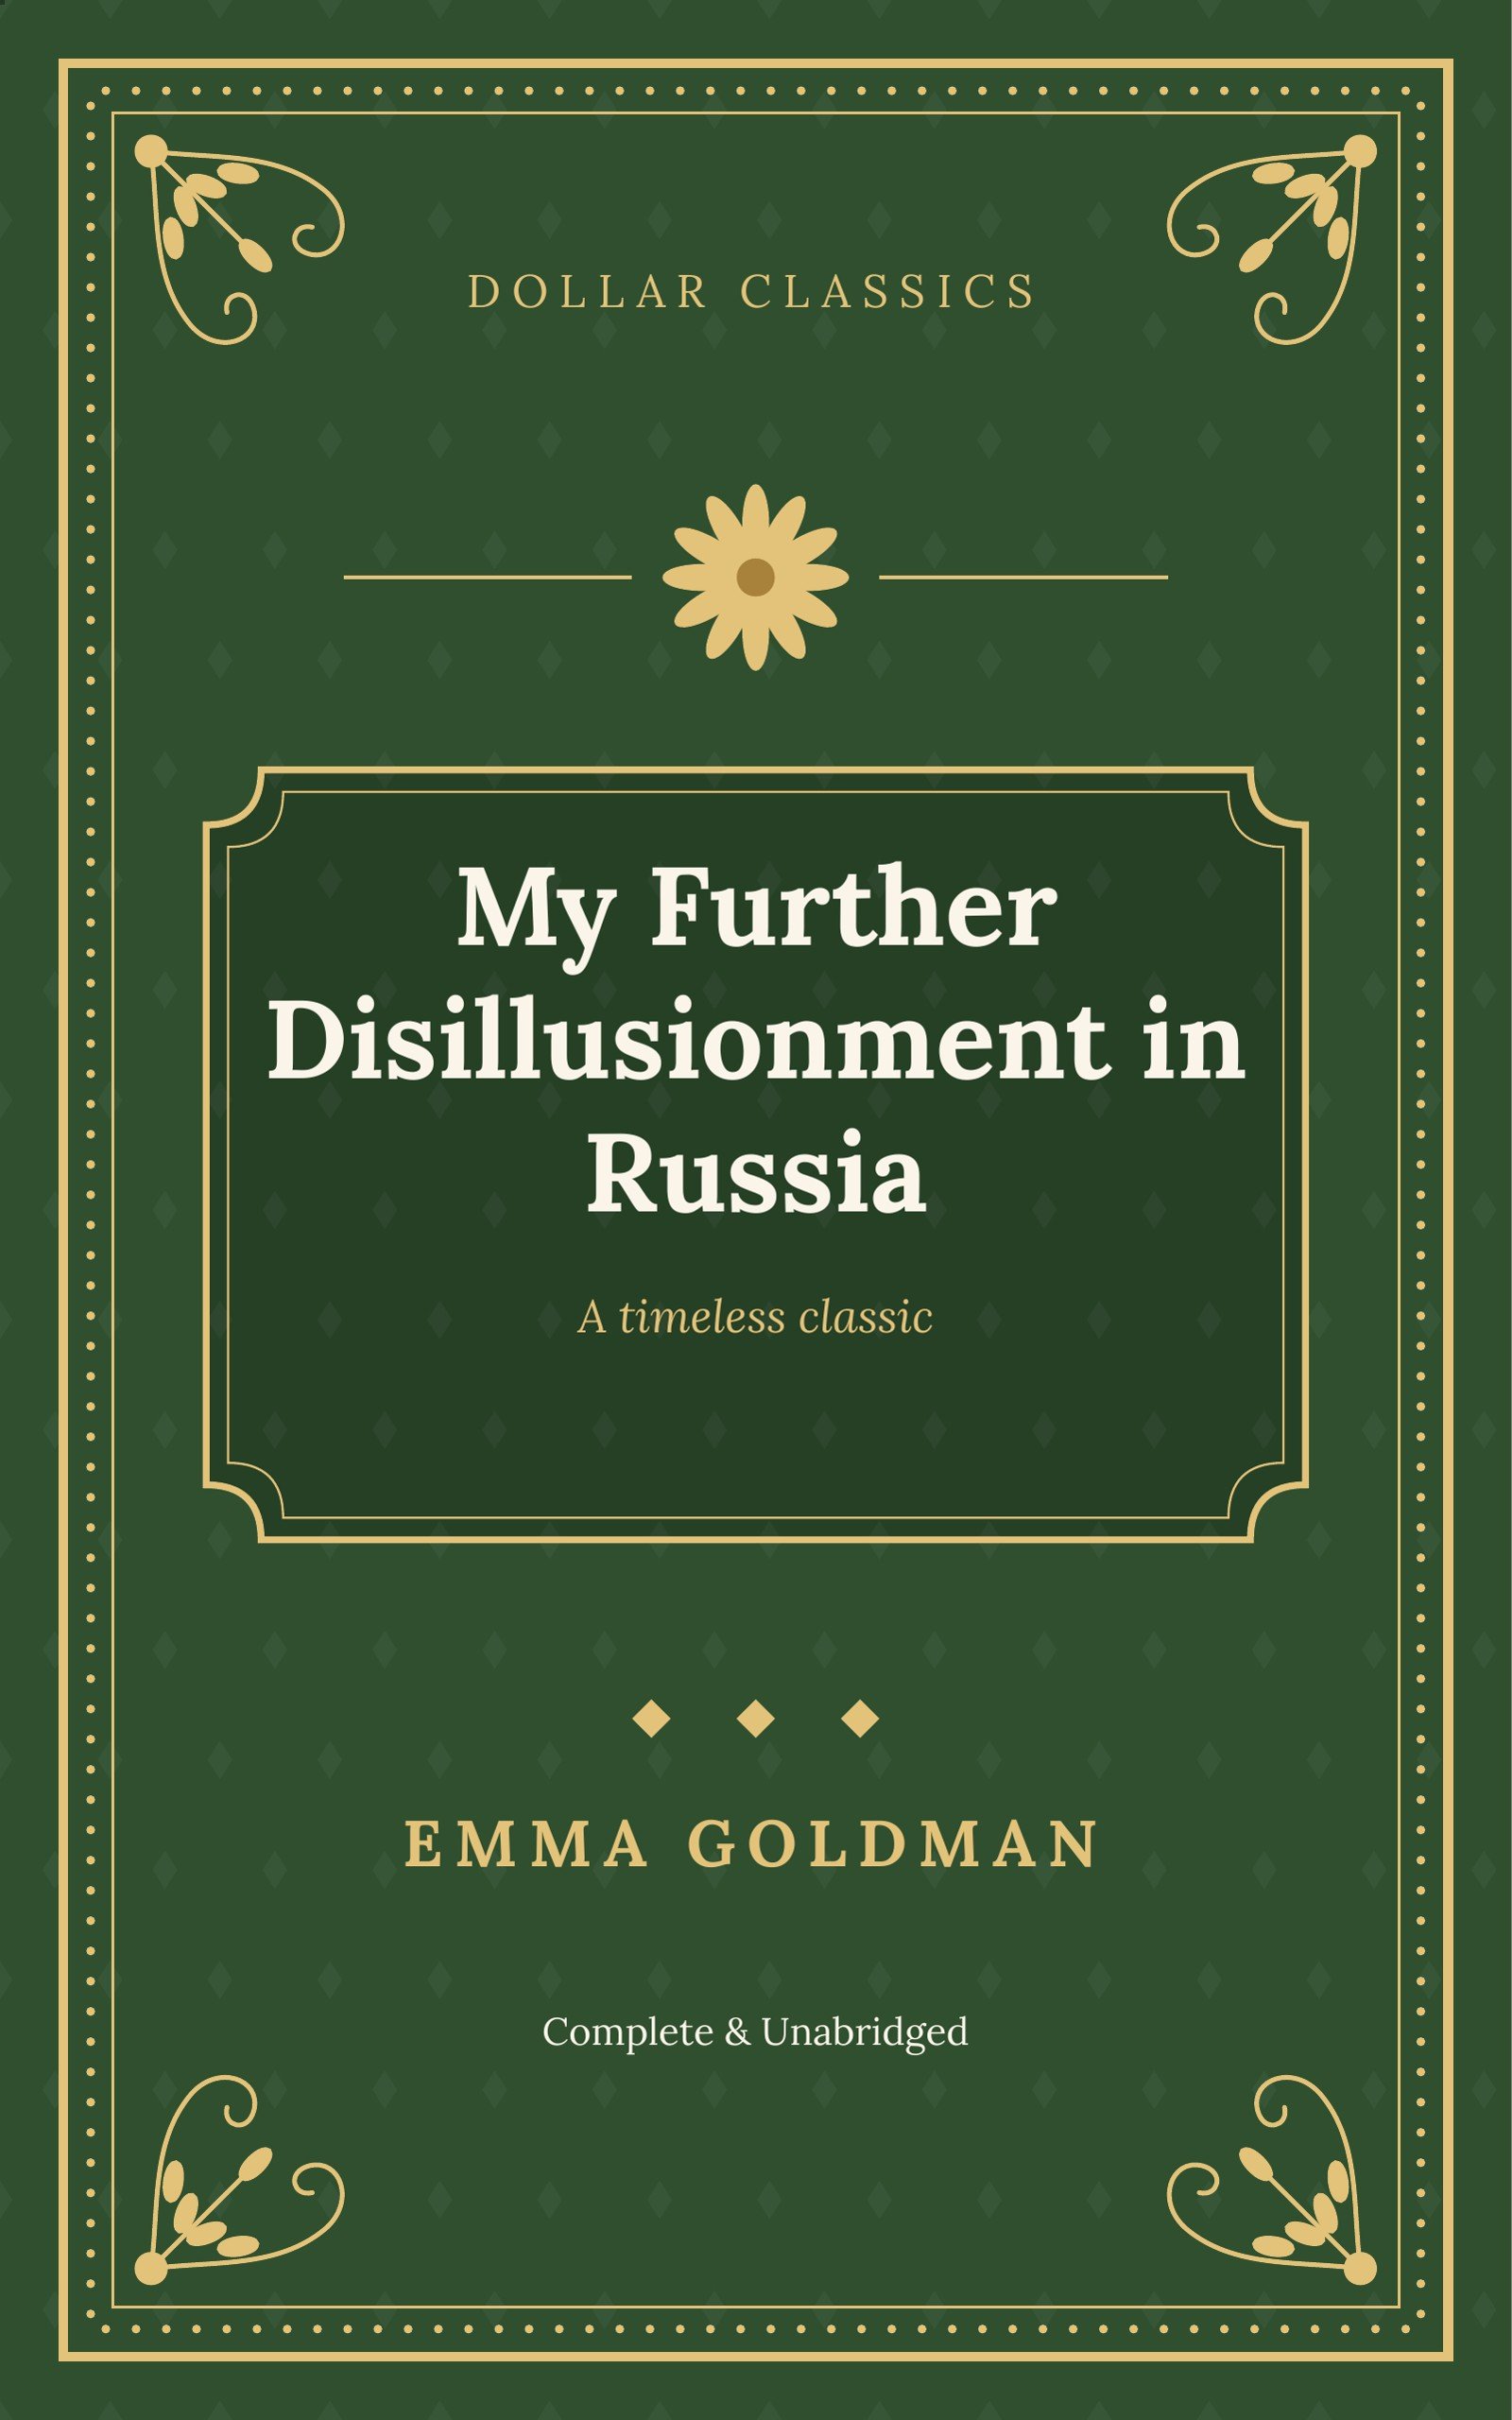 DOLLAR CLASSICS
My Further
Disillusionment in
Russia
A timeless classic
EMMA GOLDMAN
Complete & Unabridged